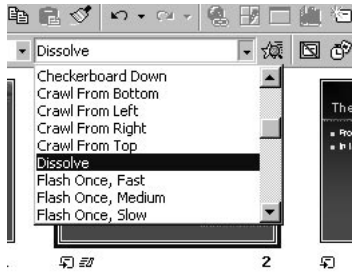 Dissolve
Checkerboard Down
Crawl From Bottom
Crawl From Left
Crawl From Right
Crawl From Top
Dissolve
Flash Once, Fast
Flash Once, Medium
Flash Once, Slow
The
2